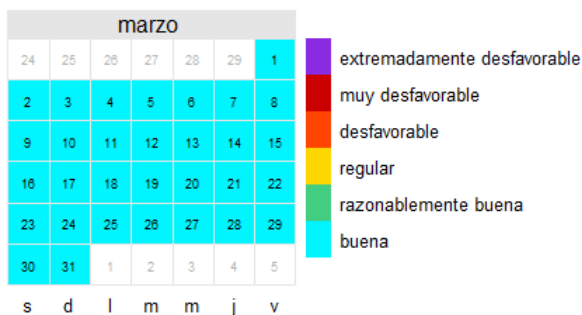 marzo
24 25 26 27 28 29 1
2 3 4 5 6 7 8
9 10 11 12 13 14 15
16 17 18 19 20 21 22
23 24 25 26 27 28 29
30 31 1 2 3 4 5
s d l m m j v
extremadamente desfavorable
muy desfavorable
desfavorable
regular
razonablemente buena
buena